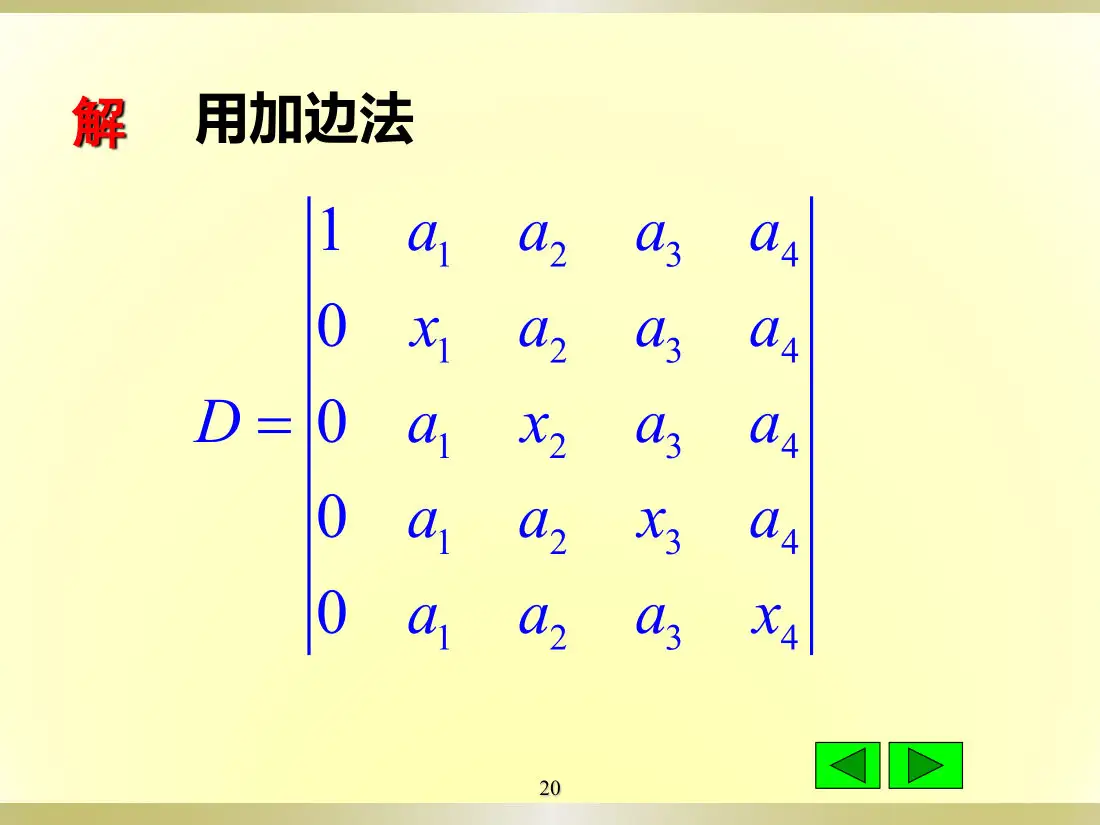 解 用加边法
1 a₁ a₂ a₃ a₄
0 x₁ a₂ a₃ a₄
D = 0 a₁ x₂ a₃ a₄
0 a₁ a₂ x₃ a₄
0 a₁ a₂ a₃ x₄
20